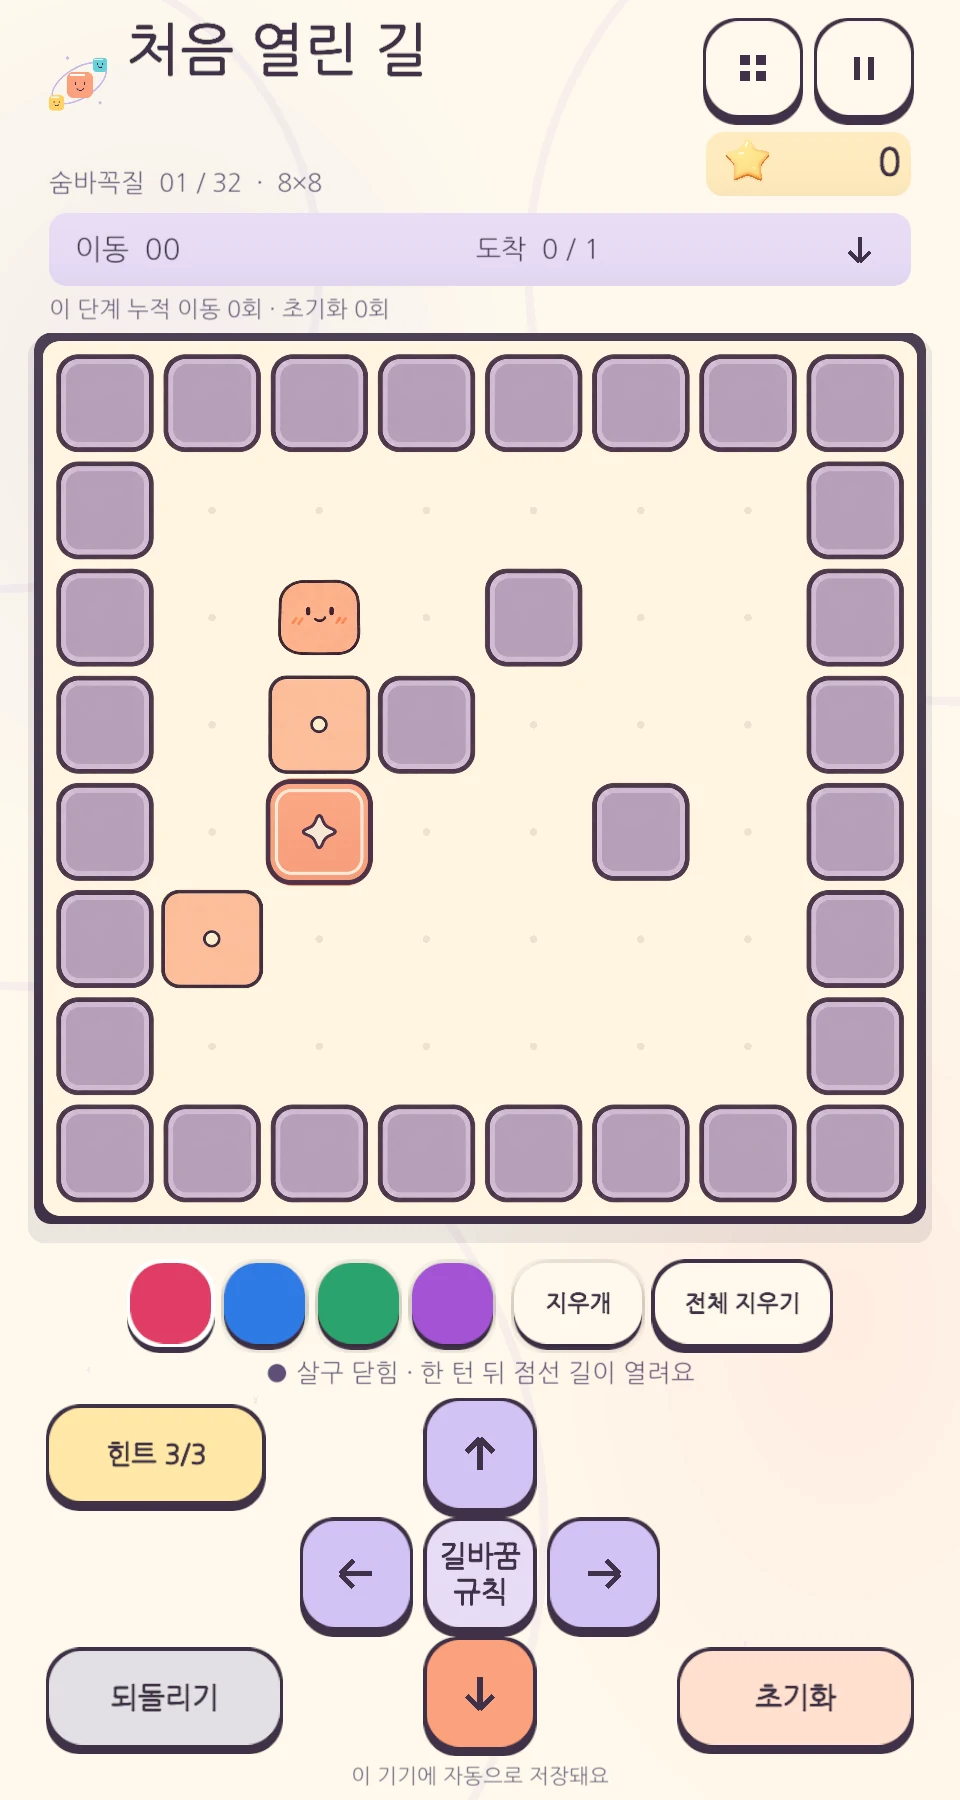 처음 열린 길
0
숨바꼭질 01 / 32 · 8×8
이동 00 도착 0 / 1 ↓
이 단계 누적 이동 0회 · 초기화 0회
지우개 전체 지우기
살구 닫힘 · 한 턴 뒤 점선 길이 열려요
힌트 3/3
↑
←
길바꿈
규칙
→
되돌리기
↓
초기화
이 기기에 자동으로 저장돼요